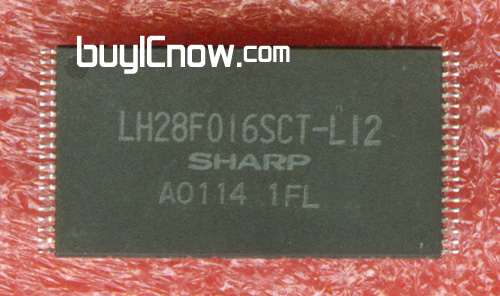 buyICnow.com
LH28F016SCT-L12
SHARP
A0114 1FL